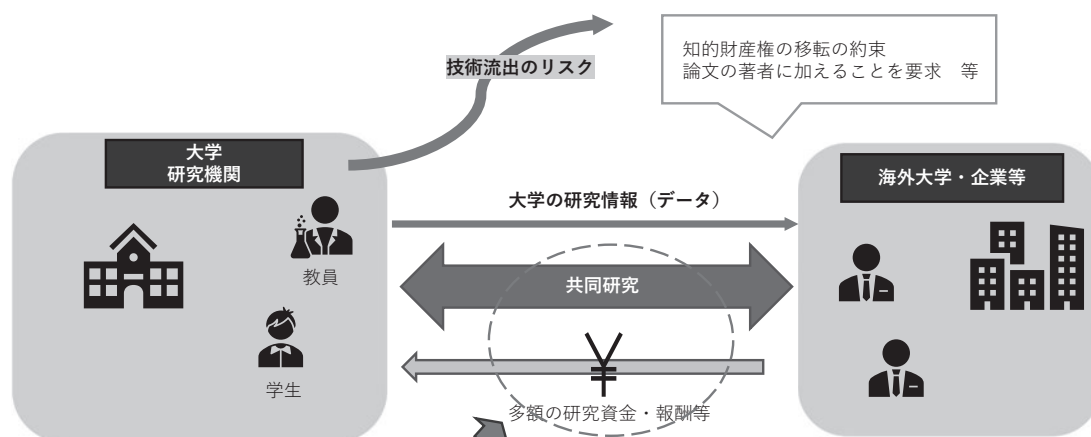 知的財産権の移転の約束
論文の著者に加えることを要求　等
技術流出のリスク
大学
研究機関
海外大学・企業等
大学の研究情報（データ）
教員
共同研究
学生
¥
多額の研究資金・報酬等